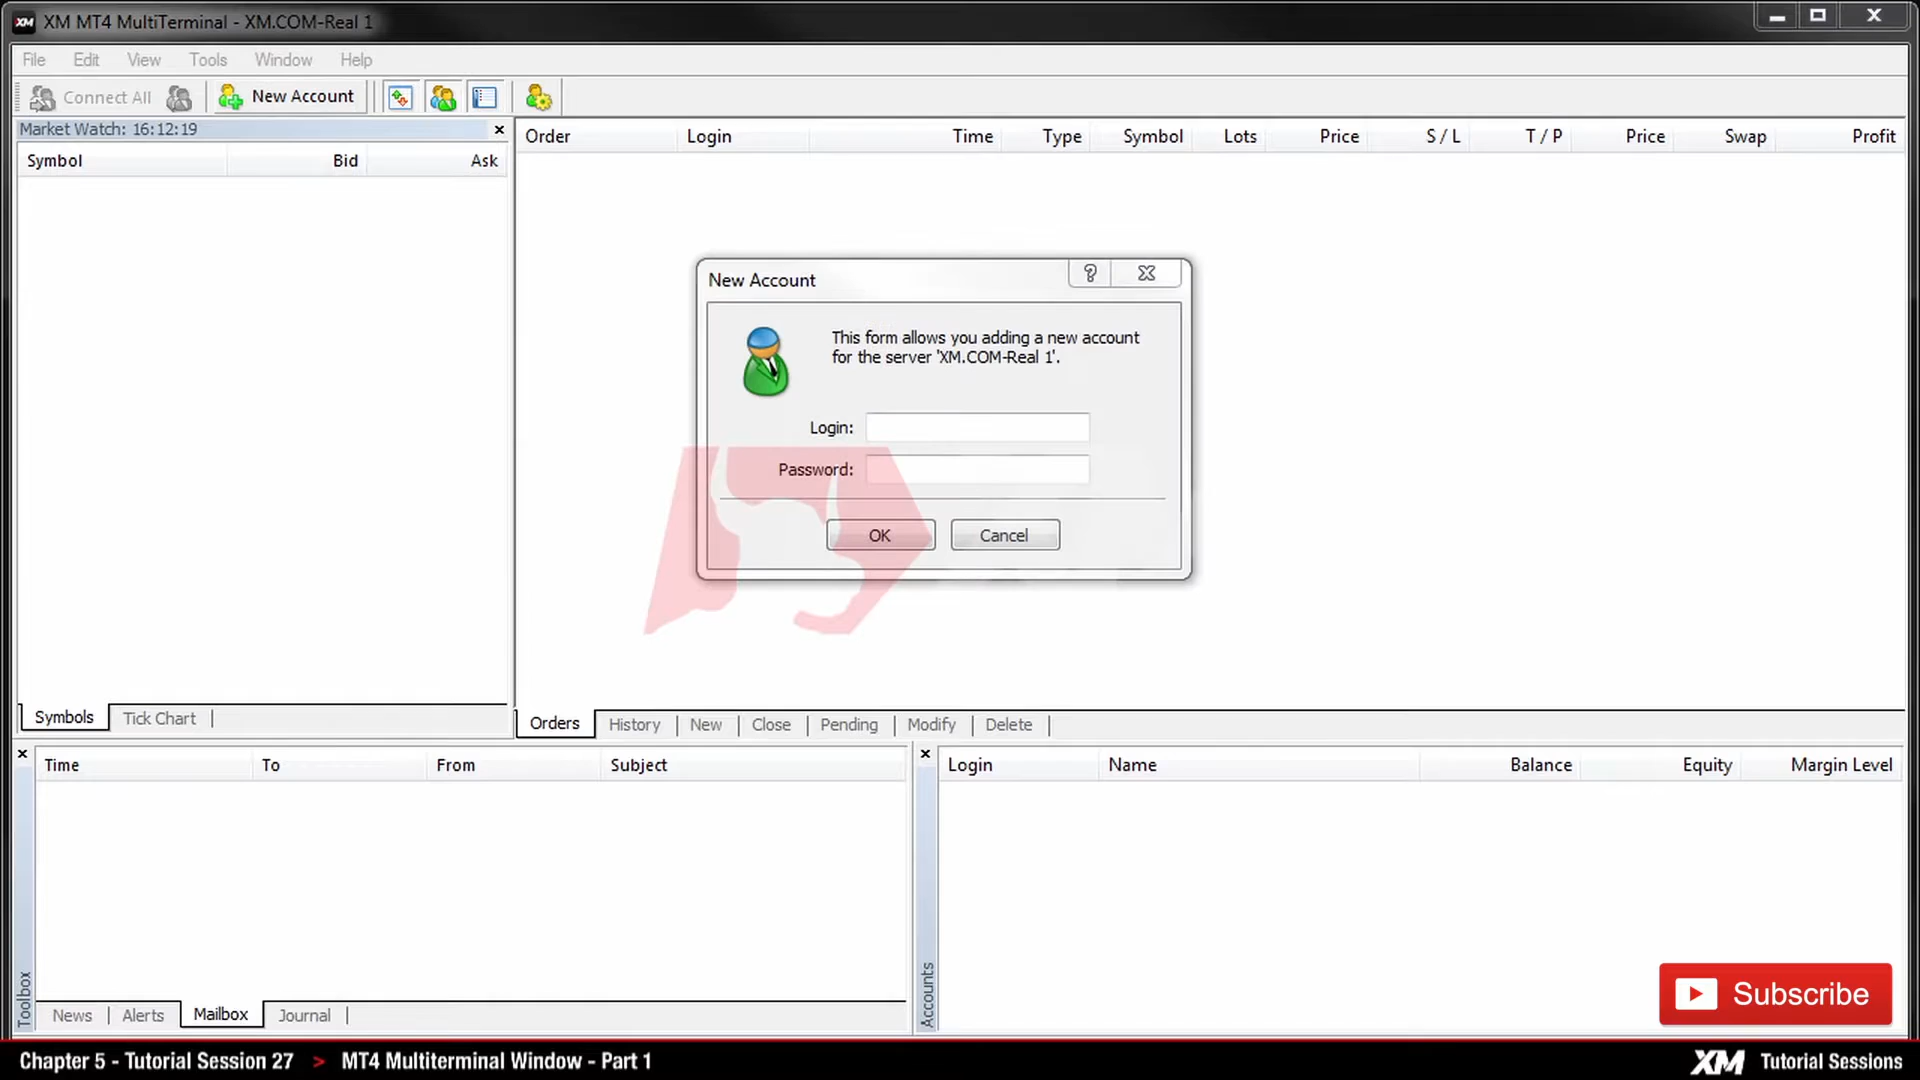 XM MT4 MultiTerminal - XM.COM-Real 1
File Edit View Tools Window Help
Connect All New Account
Market Watch: 16:12:19
Symbol Bid Ask
Order Login Time Type Symbol Lots Price S / L T / P Price Swap Profit
New Account
This form allows you adding a new account
for the server 'XM.COM-Real 1'.
Login:
Password:
OK Cancel
Symbols Tick Chart
Orders History New Close Pending Modify Delete
Time To From Subject
Login Name Balance Equity Margin Level
Toolbox
Accounts
News Alerts Mailbox Journal
Subscribe
Chapter 5 - Tutorial Session 27 > MT4 Multiterminal Window - Part 1
XM Tutorial Sessions